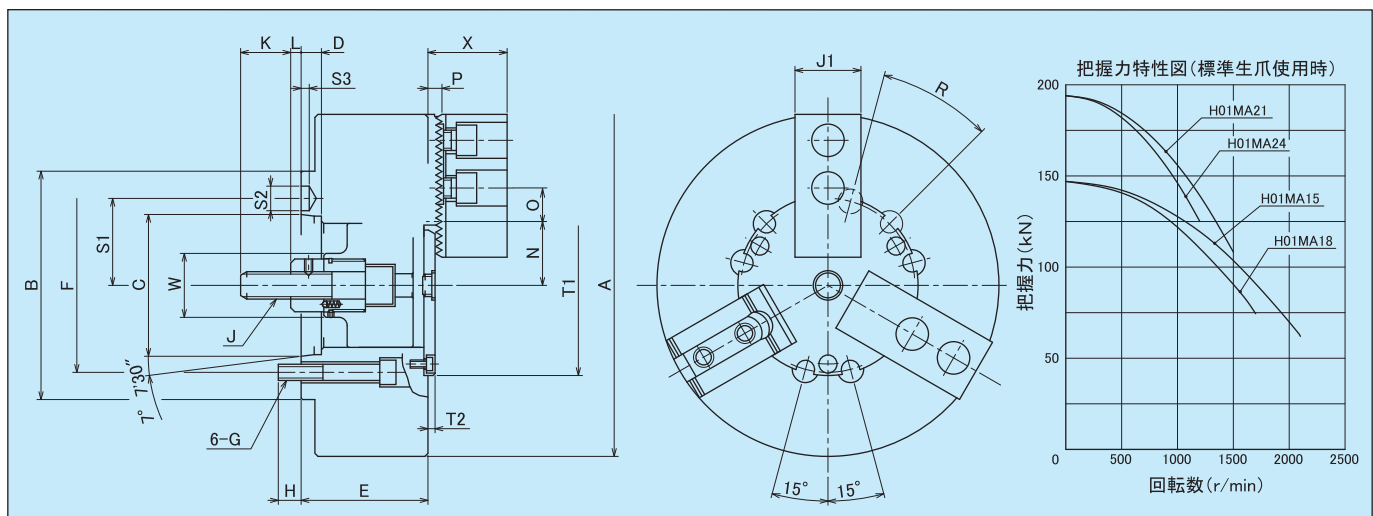 K
L
D
X
S3
P
S2
S1
B
F
C
W
J
O
N
T1
A
7° 7′30″
6-G
T2
H
E
J1
R
15°
15°
把握力特性図(標準生爪使用時)
200
150
100
50
0
把握力(kN)
H01MA21
H01MA24
H01MA15
H01MA18
500
1000
1500
2000
2500
回転数(r/min)